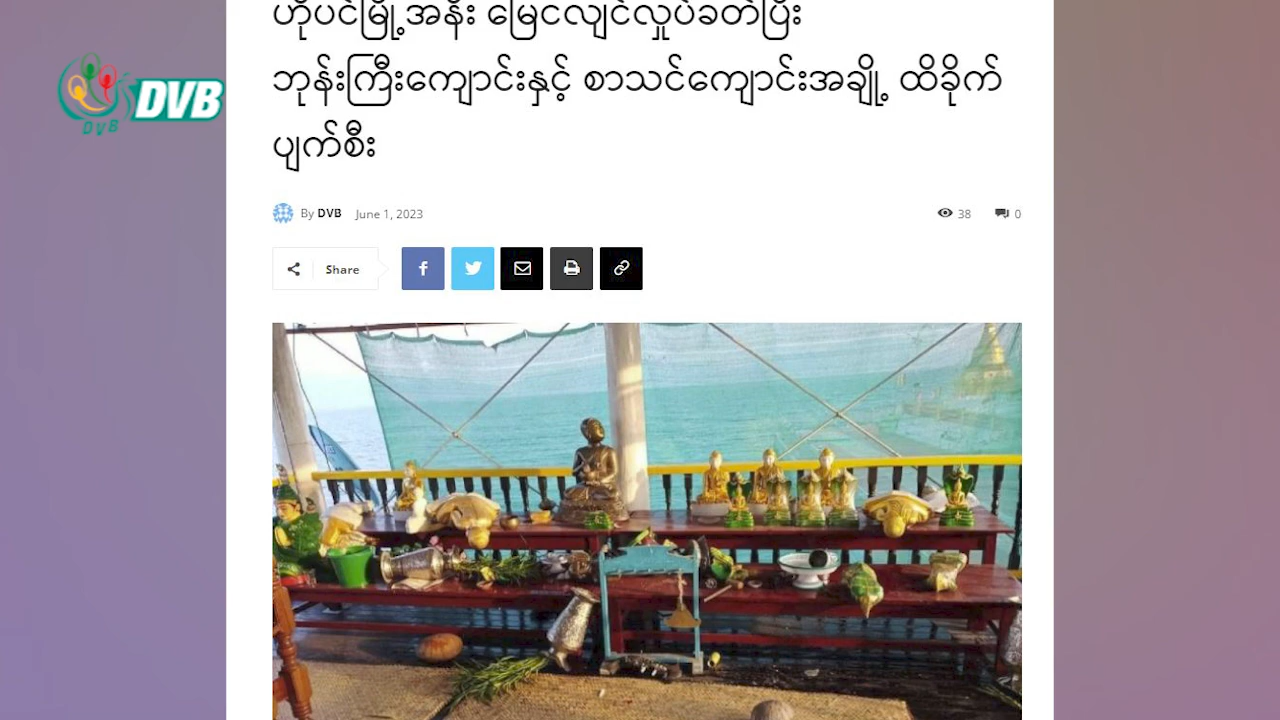 ဟိုပင်မြို့အနီး မြေငလျင်လှုပ်ခတ်ပြီး
ဘုန်းကြီးကျောင်းနှင့် စာသင်ကျောင်းအချို့ ထိခိုက်
ပျက်စီး
DVB
DVB
By DVB June 1, 2023 38 0
Share